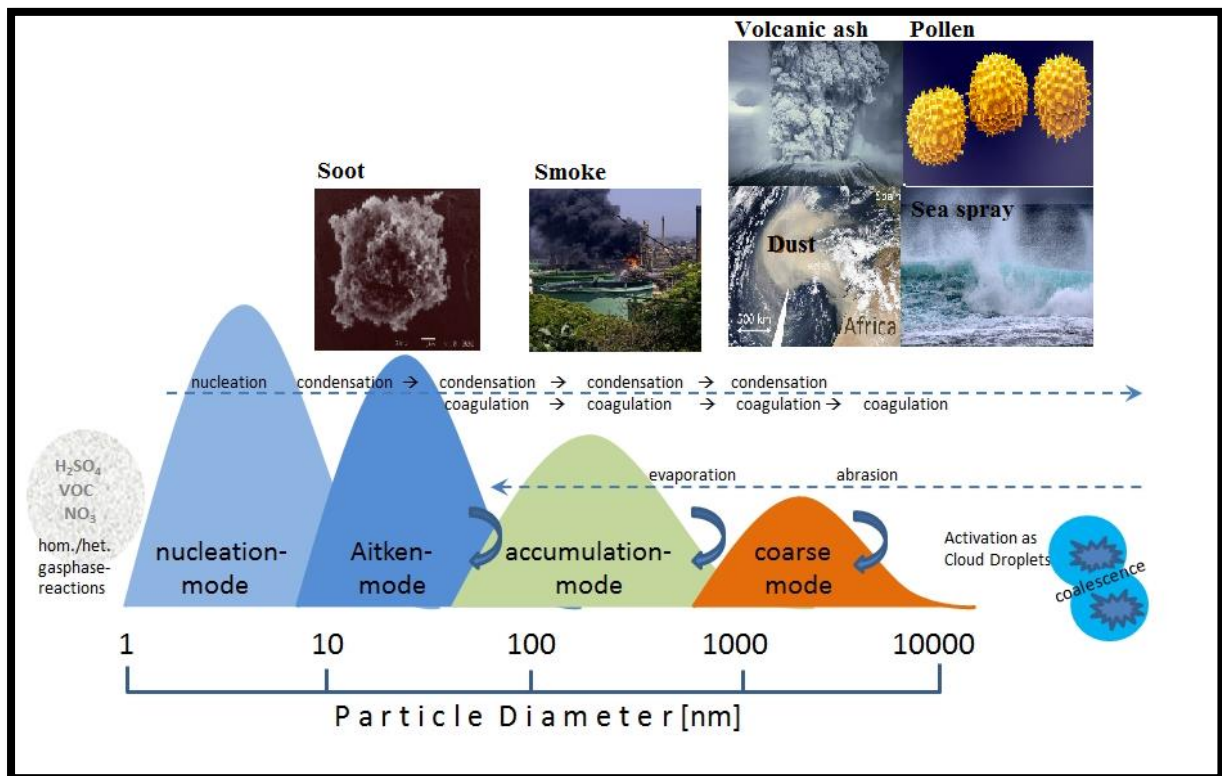 Volcanic ash
Pollen
Soot
Smoke
Spain
Sea spray
Dust
500 km
Africa
nucleation condensation → condensation → condensation → condensation
coagulation → coagulation → coagulation → coagulation
evaporation abrasion
H₂SO₄
VOC
NO₃
hom./het.
gasphase-
reactions
nucleation-
mode
Aitken-
mode
accumulation-
mode
coarse
mode
Activation as
Cloud Droplets
coalescence
1 10 100 1000 10000
Particle Diameter [nm]